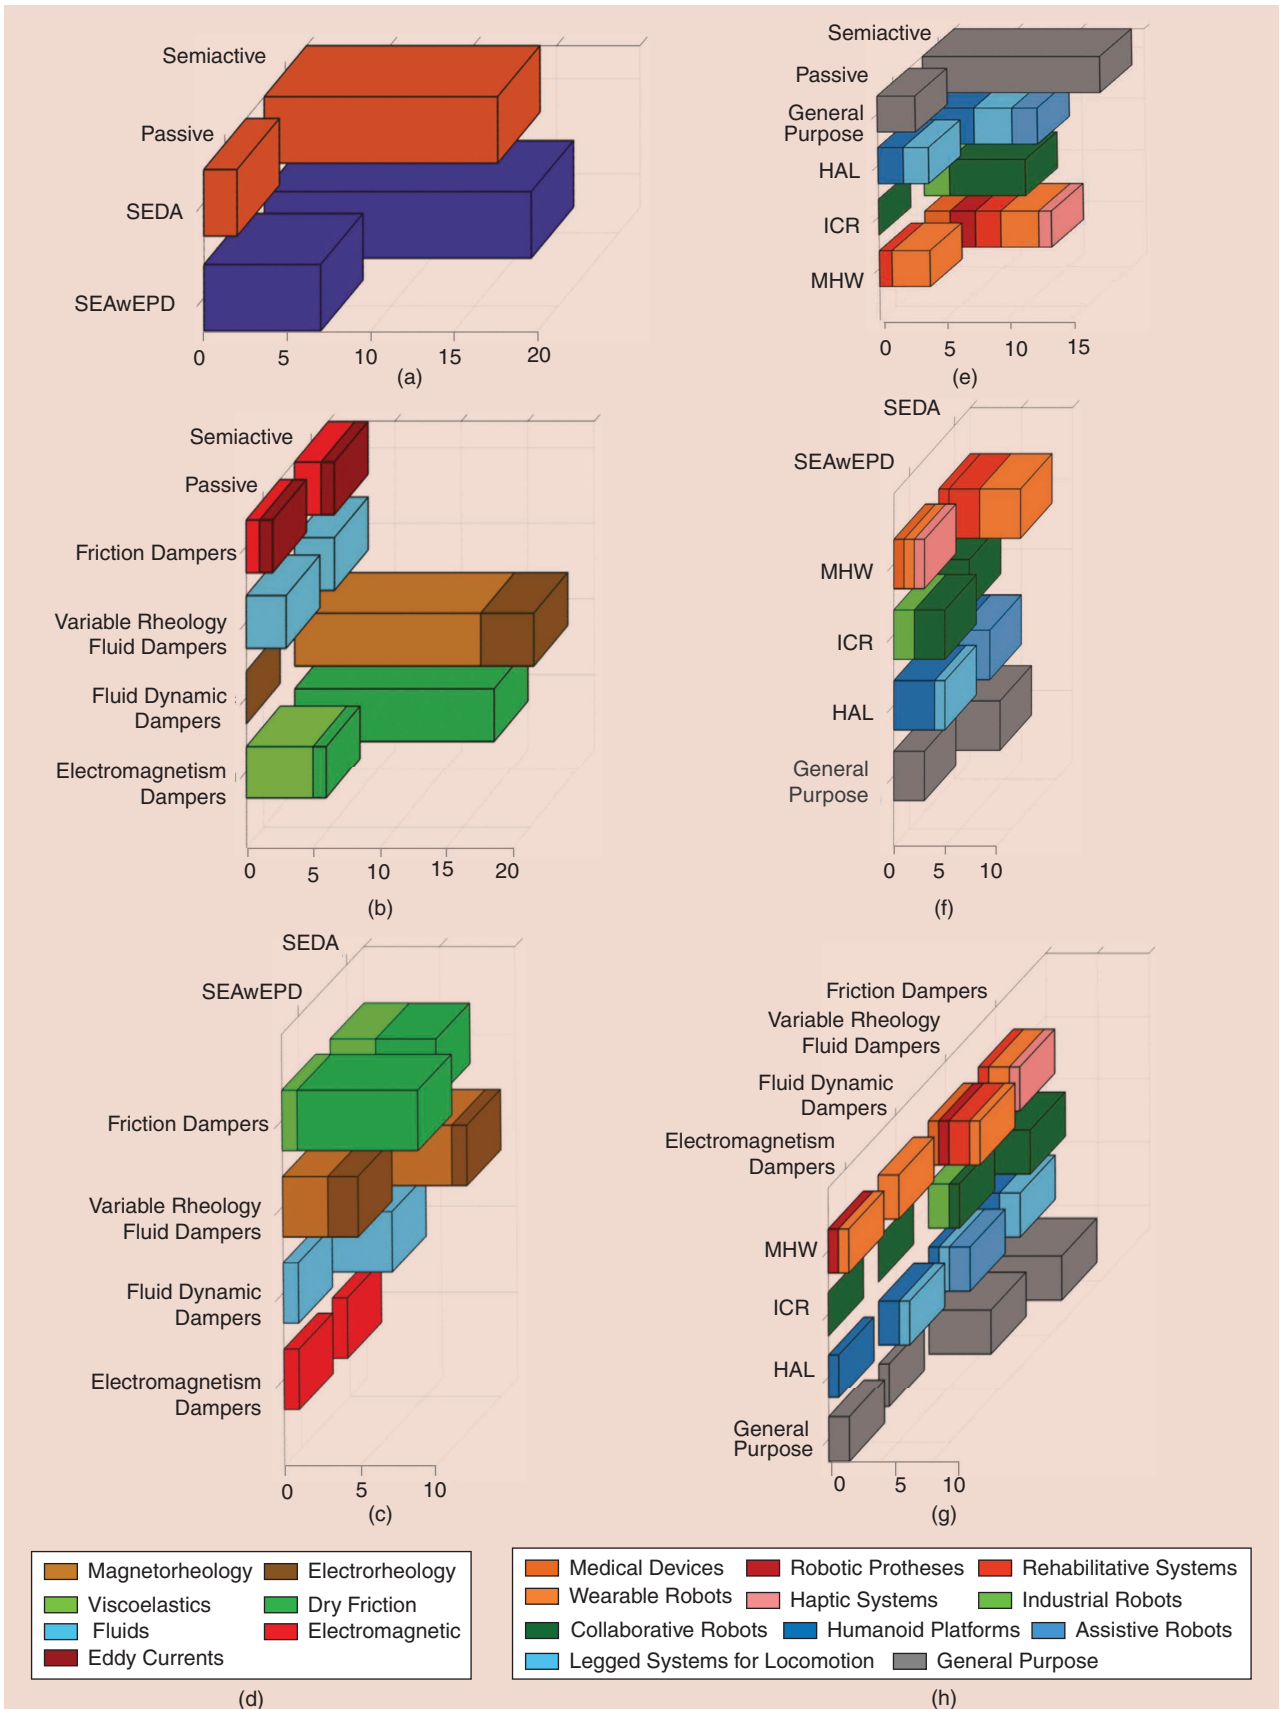 Semiactive
Passive
SEDA
SEAwEPD
0 5 10 15 20
(a)
Semiactive
Passive
General
Purpose
HAL
ICR
MHW
0 5 10 15
(e)
Semiactive
Passive
Friction Dampers
Variable Rheology
Fluid Dampers
Fluid Dynamic
Dampers
Electromagnetism
Dampers
0 5 10 15 20
(b)
SEDA
SEAwEPD
MHW
ICR
HAL
General
Purpose
0 5 10
(f)
SEDA
SEAwEPD
Friction Dampers
Variable Rheology
Fluid Dampers
Fluid Dynamic
Dampers
Electromagnetism
Dampers
0 5 10
(c)
Friction Dampers
Variable Rheology
Fluid Dampers
Fluid Dynamic
Dampers
Electromagnetism
Dampers
MHW
ICR
HAL
General
Purpose
0 5 10
(g)
Magnetorheology Electrorheology
Viscoelastics Dry Friction
Fluids Electromagnetic
Eddy Currents
(d)
Medical Devices Robotic Protheses Rehabilitative Systems
Wearable Robots Haptic Systems Industrial Robots
Collaborative Robots Humanoid Platforms Assistive Robots
Legged Systems for Locomotion General Purpose
(h)